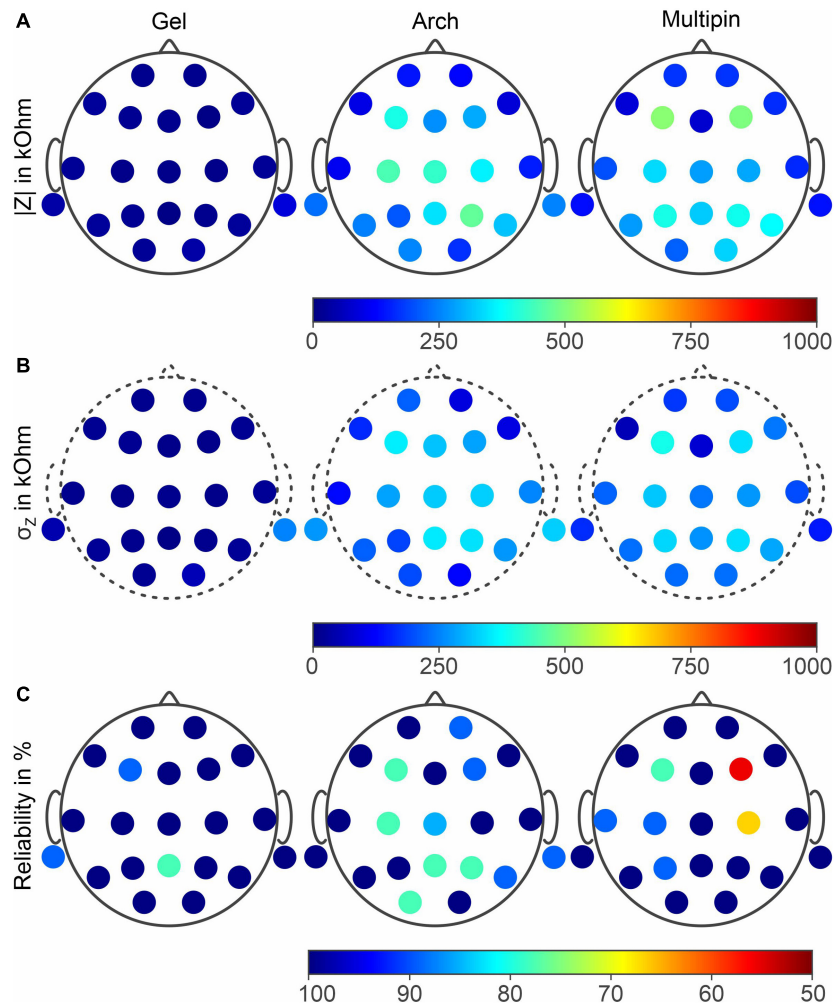 A
Gel
Arch
Multipin
|Z| in kOhm
0 250 500 750 1000
B
σZ in kOhm
0 250 500 750 1000
C
Reliability in %
100 90 80 70 60 50